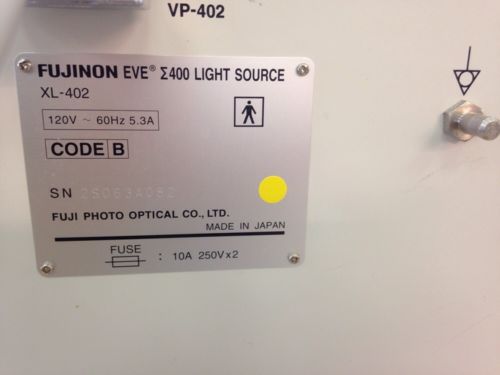 VP-402
FUJINON EVE® Σ400 LIGHT SOURCE
XL-402
120V ~ 60Hz 5.3A
CODE B
SN 2S063A082
FUJI PHOTO OPTICAL CO., LTD.
MADE IN JAPAN
FUSE
: 10A 250V×2